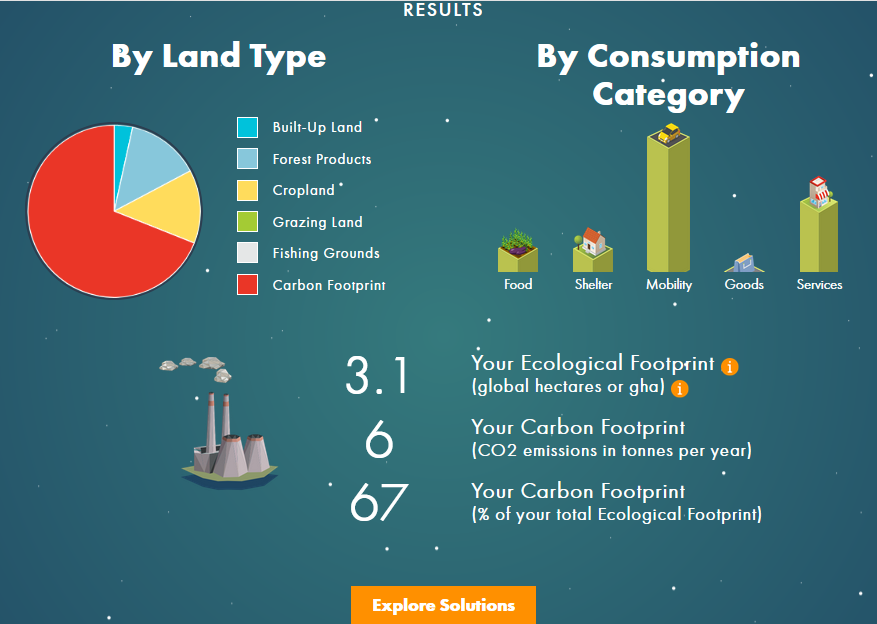 RESULTS
By Land Type
Built-Up Land
Forest Products
Cropland
Grazing Land
Fishing Grounds
Carbon Footprint
By Consumption
Category
Food
Shelter
Mobility
Goods
Services
3.1
Your Ecological Footprint i
(global hectares or gha) i
6
Your Carbon Footprint
(CO2 emissions in tonnes per year)
67
Your Carbon Footprint
(% of your total Ecological Footprint)
Explore Solutions